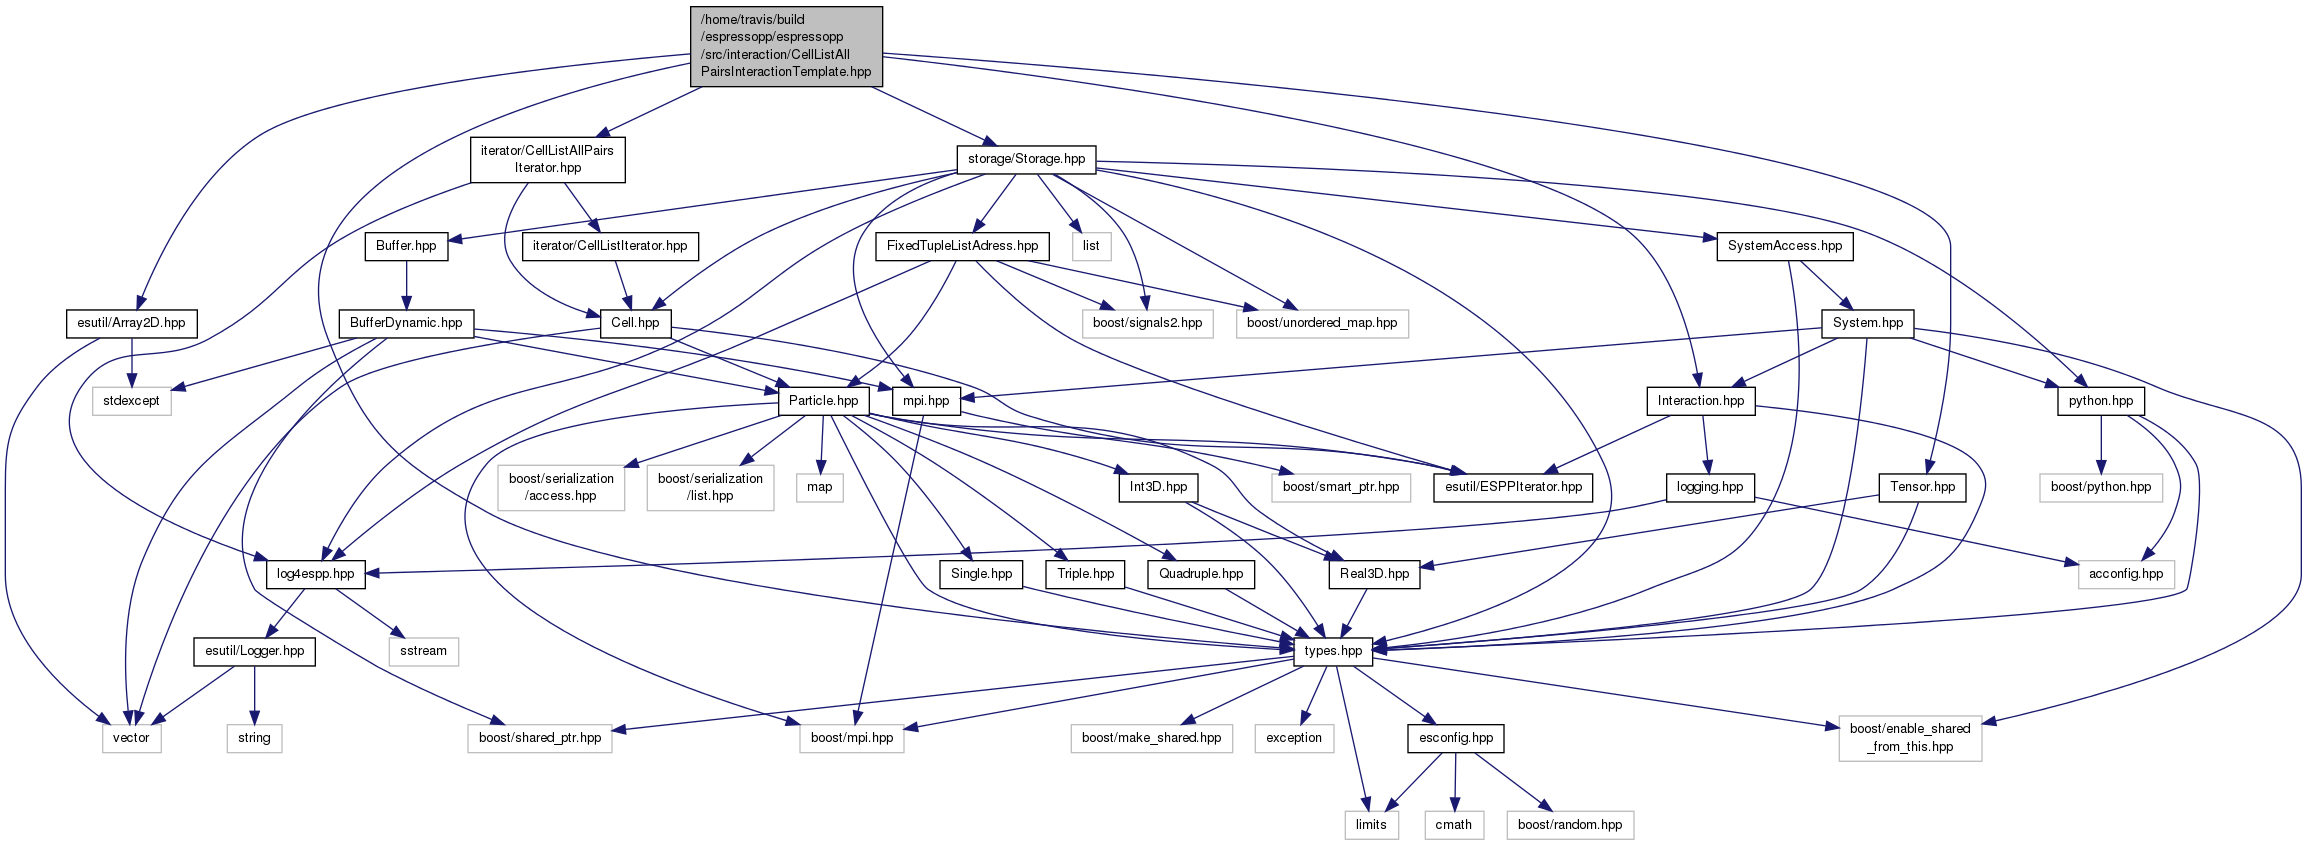 /home/travis/build
/espressopp/espressopp
/src/interaction/CellListAll
PairsInteractionTemplate.hpp
iterator/CellListAllPairs
Iterator.hpp
storage/Storage.hpp
Buffer.hpp
iterator/CellListIterator.hpp
FixedTupleListAdress.hpp
list
SystemAccess.hpp
esutil/Array2D.hpp
BufferDynamic.hpp
Cell.hpp
boost/signals2.hpp
boost/unordered_map.hpp
System.hpp
stdexcept
Particle.hpp
mpi.hpp
Interaction.hpp
python.hpp
boost/serialization
/access.hpp
boost/serialization
/list.hpp
map
Int3D.hpp
boost/smart_ptr.hpp
esutil/ESPPIterator.hpp
logging.hpp
Tensor.hpp
boost/python.hpp
log4espp.hpp
Single.hpp
Triple.hpp
Quadruple.hpp
Real3D.hpp
acconfig.hpp
esutil/Logger.hpp
sstream
types.hpp
vector
string
boost/shared_ptr.hpp
boost/mpi.hpp
boost/make_shared.hpp
exception
esconfig.hpp
boost/enable_shared
_from_this.hpp
limits
cmath
boost/random.hpp